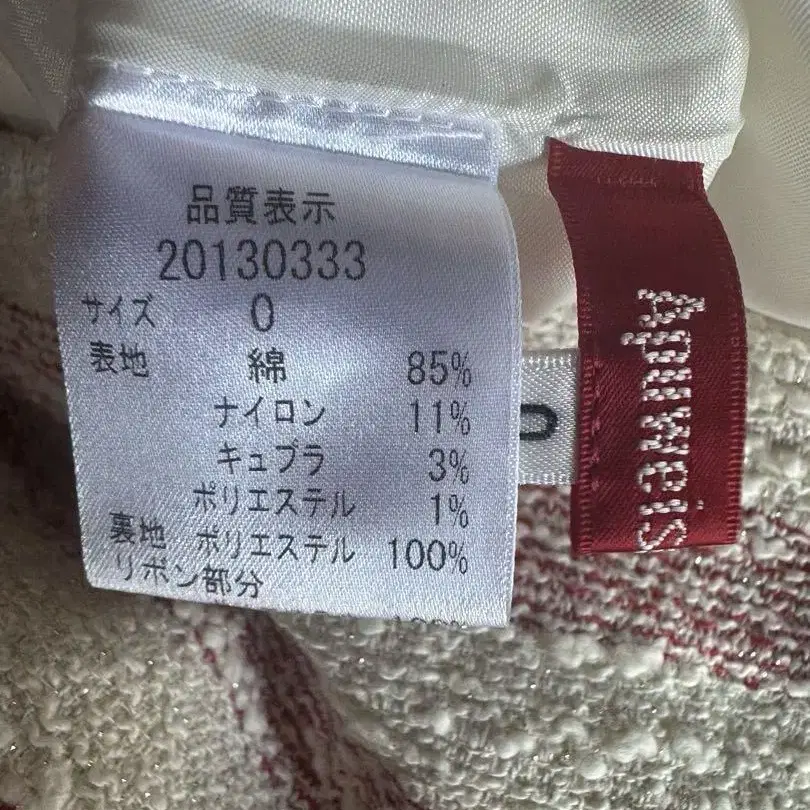 品質表示
20130333
サイズ 0
表地 綿 85%
ナイロン 11%
キュプラ 3%
ポリエステル 1%
裏地 ポリエステル 100%
リボン部分
Apuweis